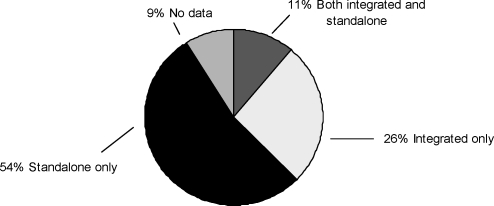 9% No data
11% Both integrated and
standalone
26% Integrated only
54% Standalone only